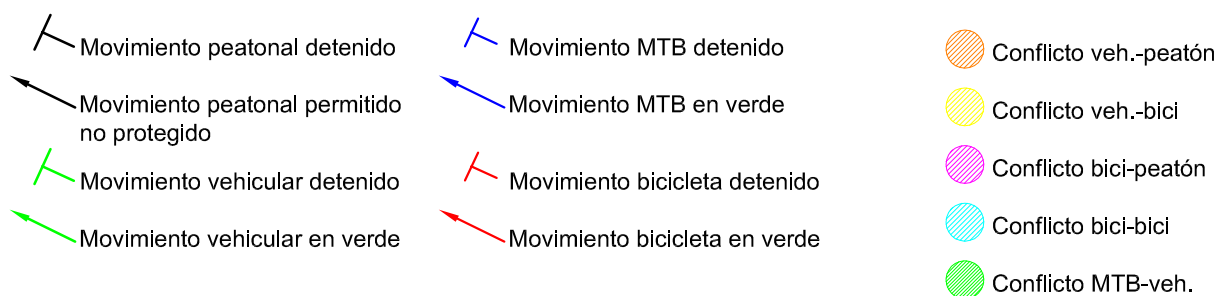 Movimiento peatonal detenido
Movimiento peatonal permitido
no protegido
Movimiento vehicular detenido
Movimiento vehicular en verde
Movimiento MTB detenido
Movimiento MTB en verde
Movimiento bicicleta detenido
Movimiento bicicleta en verde
Conflicto veh.-peatón
Conflicto veh.-bici
Conflicto bici-peatón
Conflicto bici-bici
Conflicto MTB-veh.